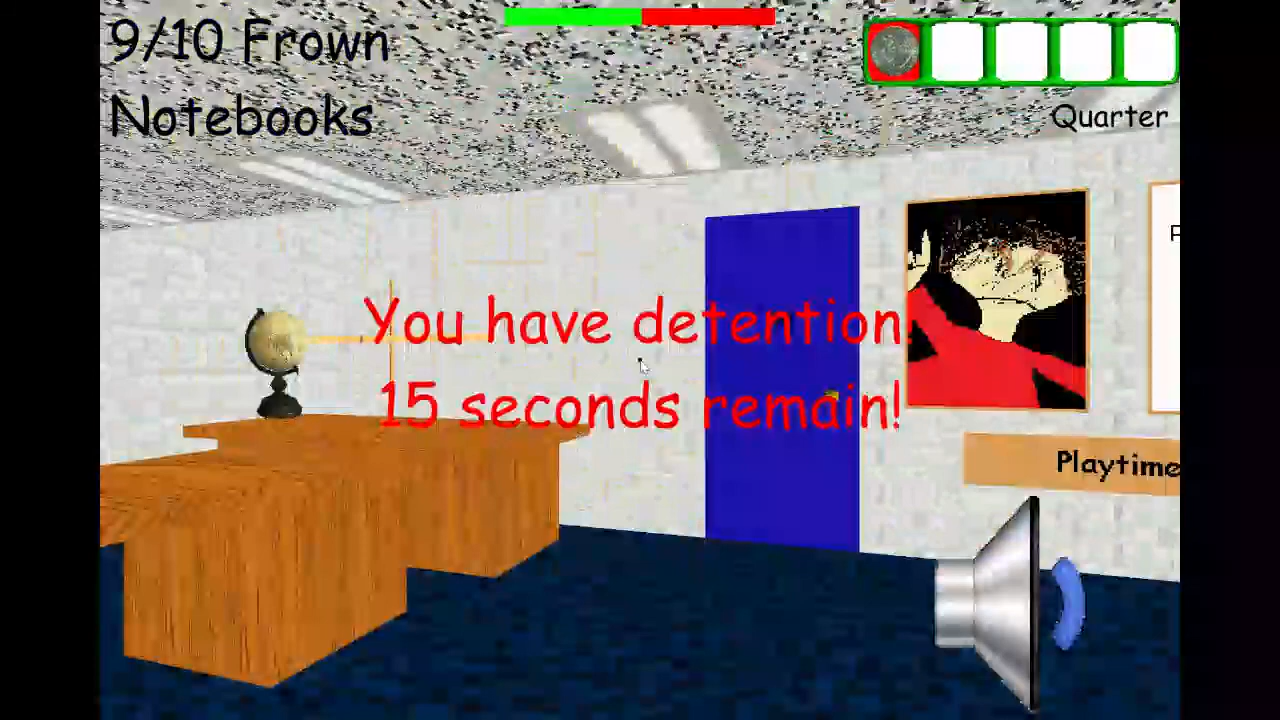 9/10 Frown
Notebooks
Quarter
You have detention!
15 seconds remain!
Playtime